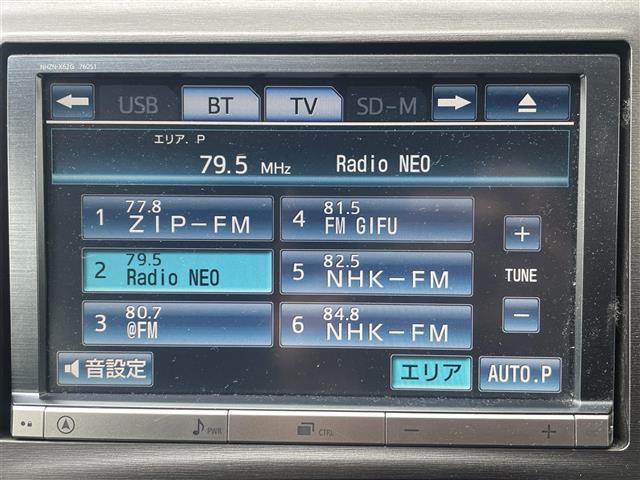 NHZN-X62G 760S1
USB BT TV SD-M
エリア. P
79.5 MHz Radio NEO
1 77.8 ZIP-FM
4 81.5 FM GIFU
2 79.5 Radio NEO
5 82.5 NHK-FM
3 80.7 @FM
6 84.8 NHK-FM
+
TUNE
−
音設定
エリア
AUTO.P
PWR
CTRL
− +